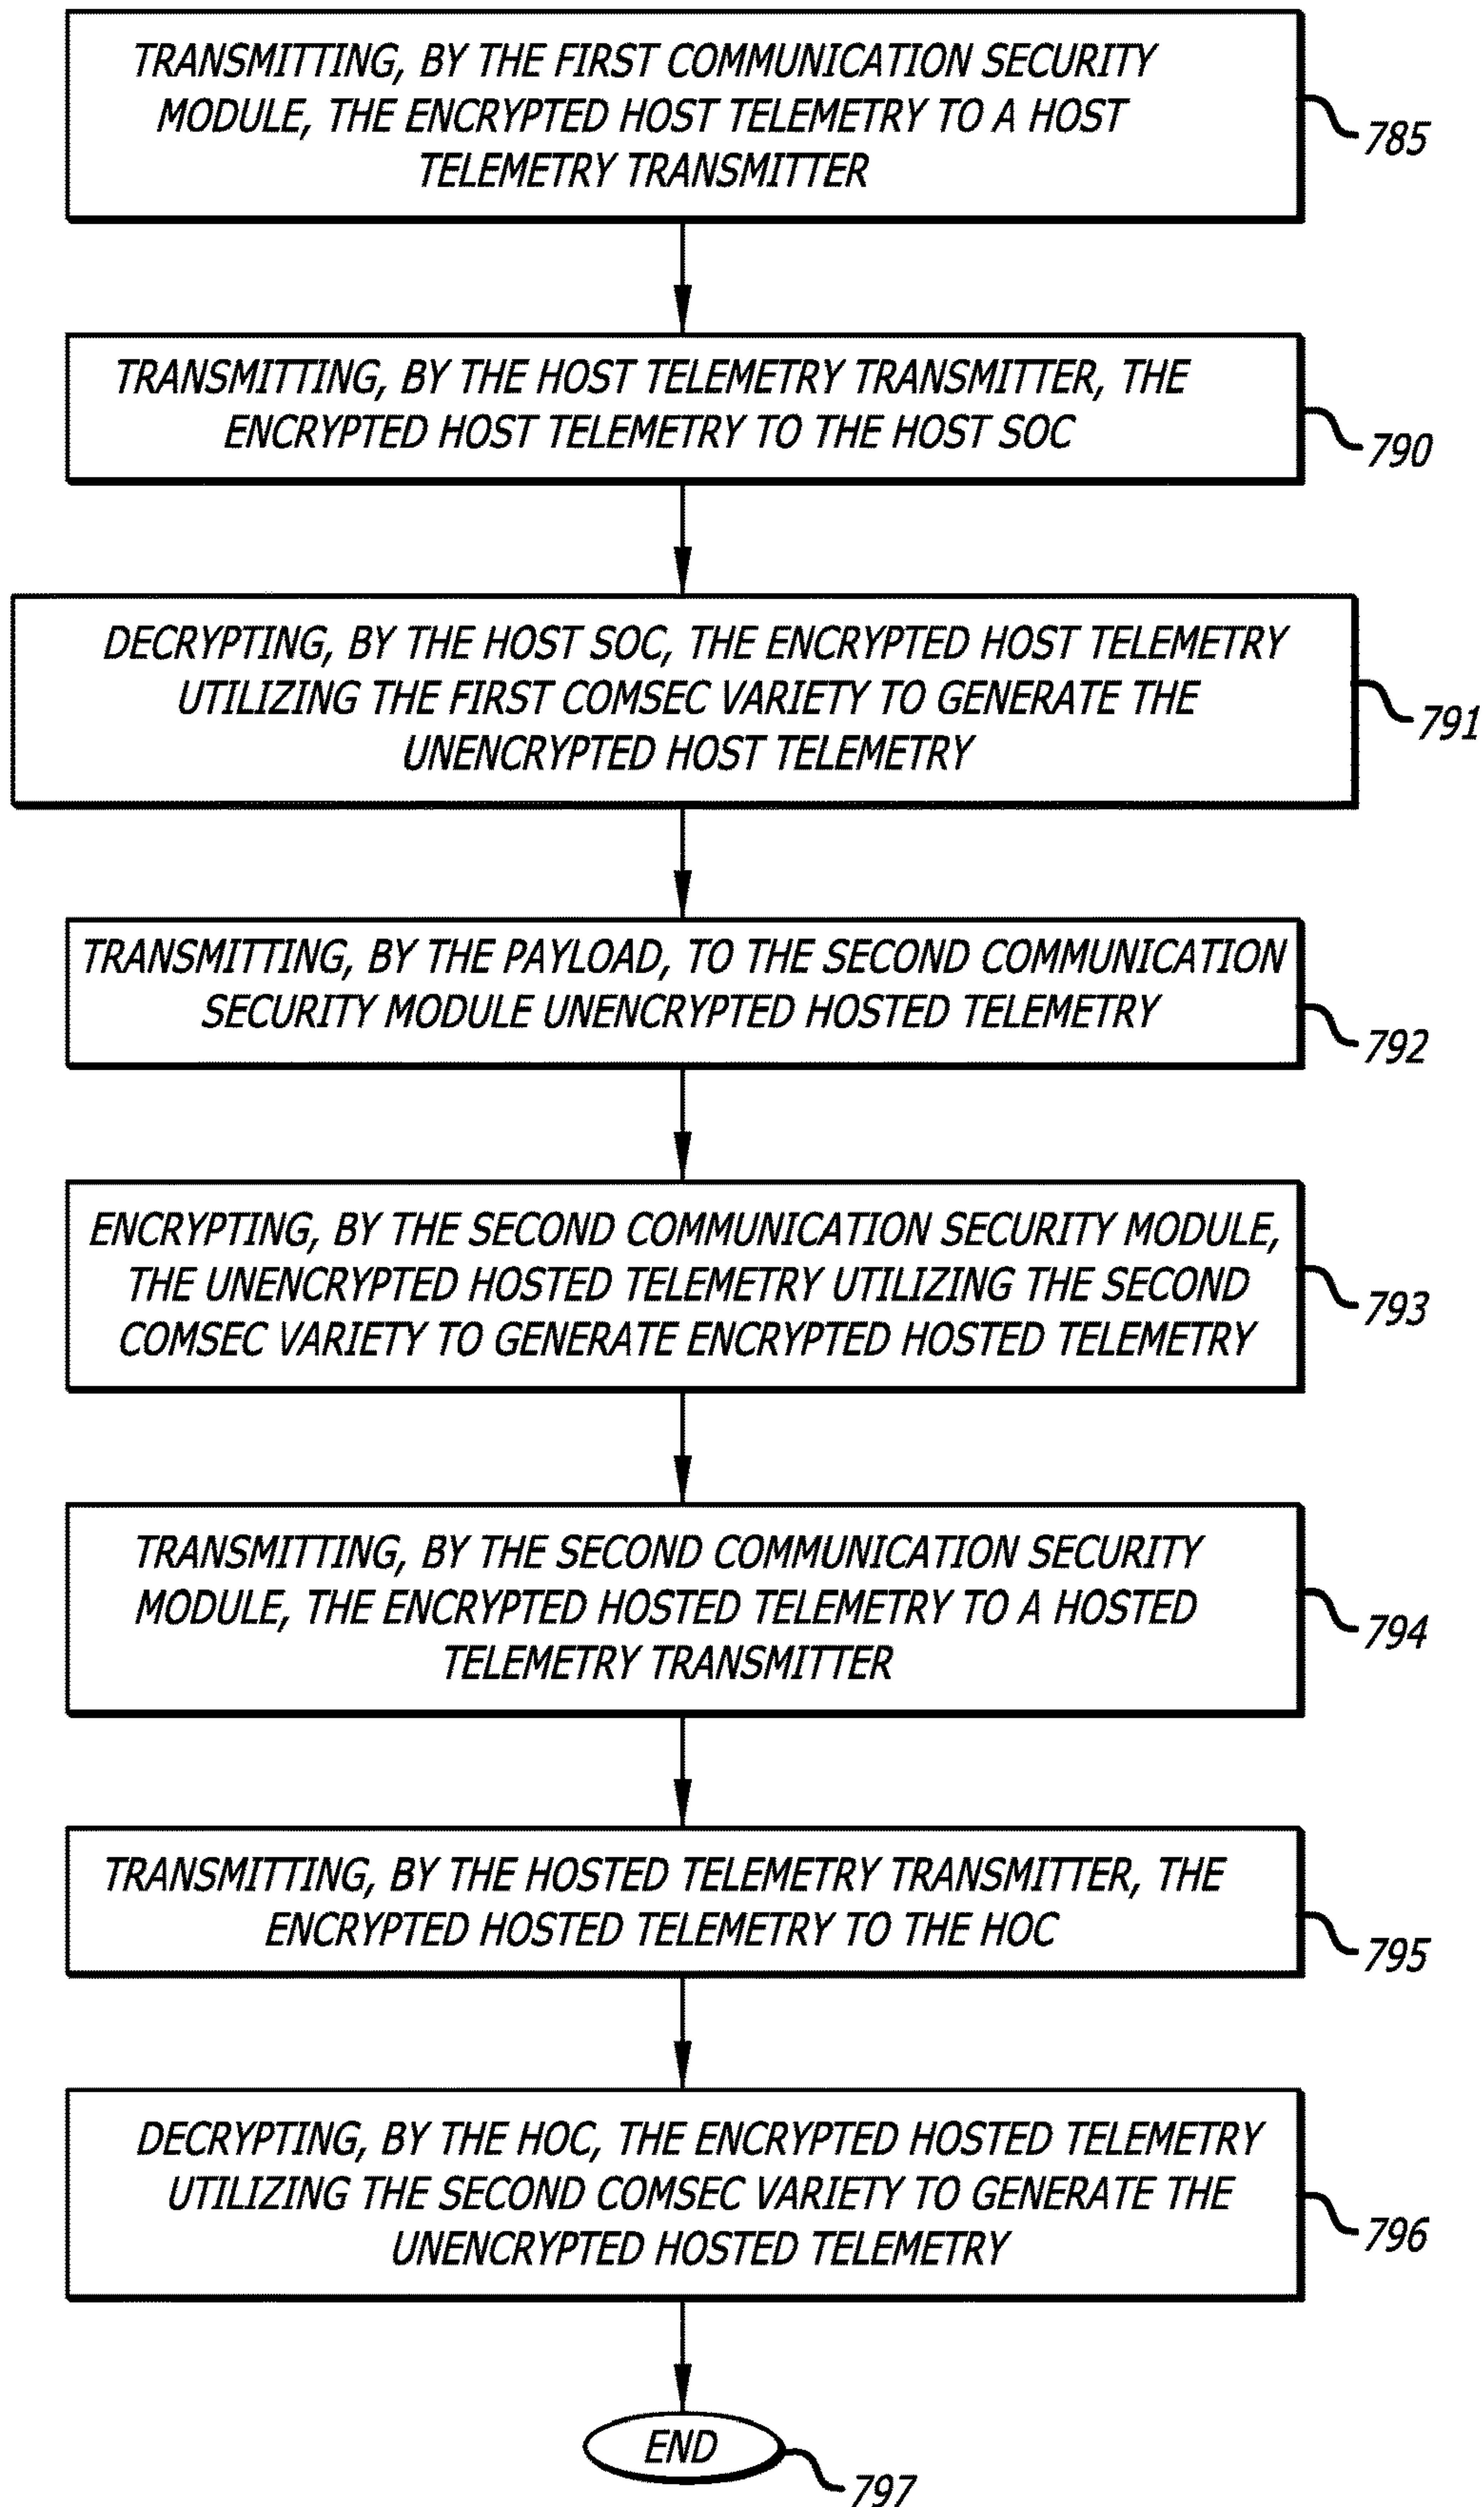 TRANSMITTING, BY THE FIRST COMMUNICATION SECURITY
MODULE, THE ENCRYPTED HOST TELEMETRY TO A HOST
TELEMETRY TRANSMITTER
785
TRANSMITTING, BY THE HOST TELEMETRY TRANSMITTER, THE
ENCRYPTED HOST TELEMETRY TO THE HOST SOC
790
DECRYPTING, BY THE HOST SOC, THE ENCRYPTED HOST TELEMETRY
UTILIZING THE FIRST COMSEC VARIETY TO GENERATE THE
UNENCRYPTED HOST TELEMETRY
791
TRANSMITTING, BY THE PAYLOAD, TO THE SECOND COMMUNICATION
SECURITY MODULE UNENCRYPTED HOSTED TELEMETRY
792
ENCRYPTING, BY THE SECOND COMMUNICATION SECURITY MODULE,
THE UNENCRYPTED HOSTED TELEMETRY UTILIZING THE SECOND
COMSEC VARIETY TO GENERATE ENCRYPTED HOSTED TELEMETRY
793
TRANSMITTING, BY THE SECOND COMMUNICATION SECURITY
MODULE, THE ENCRYPTED HOSTED TELEMETRY TO A HOSTED
TELEMETRY TRANSMITTER
794
TRANSMITTING, BY THE HOSTED TELEMETRY TRANSMITTER, THE
ENCRYPTED HOSTED TELEMETRY TO THE HOC
795
DECRYPTING, BY THE HOC, THE ENCRYPTED HOSTED TELEMETRY
UTILIZING THE SECOND COMSEC VARIETY TO GENERATE THE
UNENCRYPTED HOSTED TELEMETRY
796
END
797